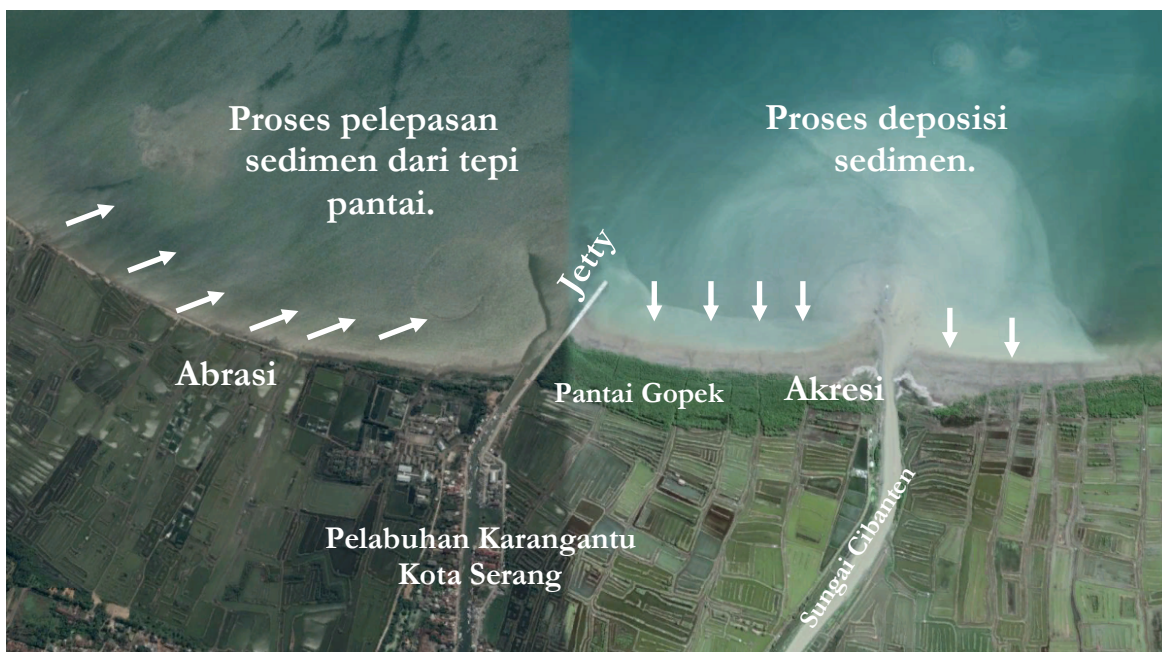 Proses pelepasan
sedimen dari tepi
pantai.
Proses deposisi
sedimen.
Jetty
Abrasi
Pantai Gopek
Akresi
Pelabuhan Karangantu
Kota Serang
Sungai Cibanten